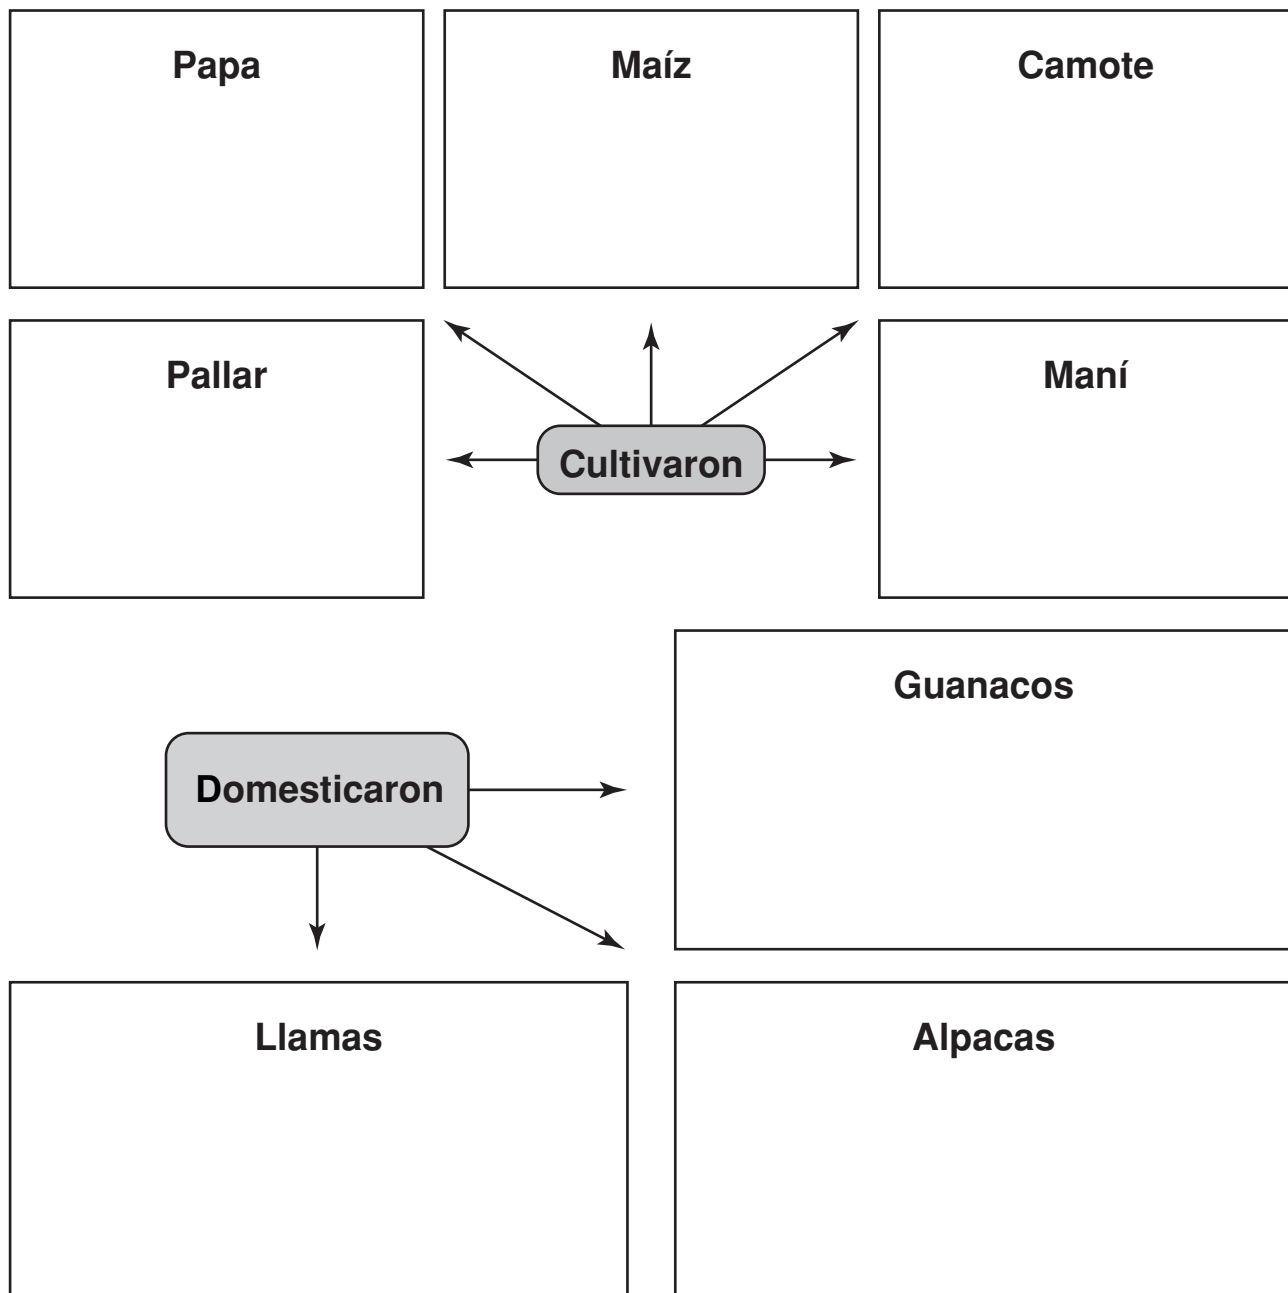 Papa
Maíz
Camote
Pallar
Maní
Cultivaron
Guanacos
Domesticaron
Llamas
Alpacas